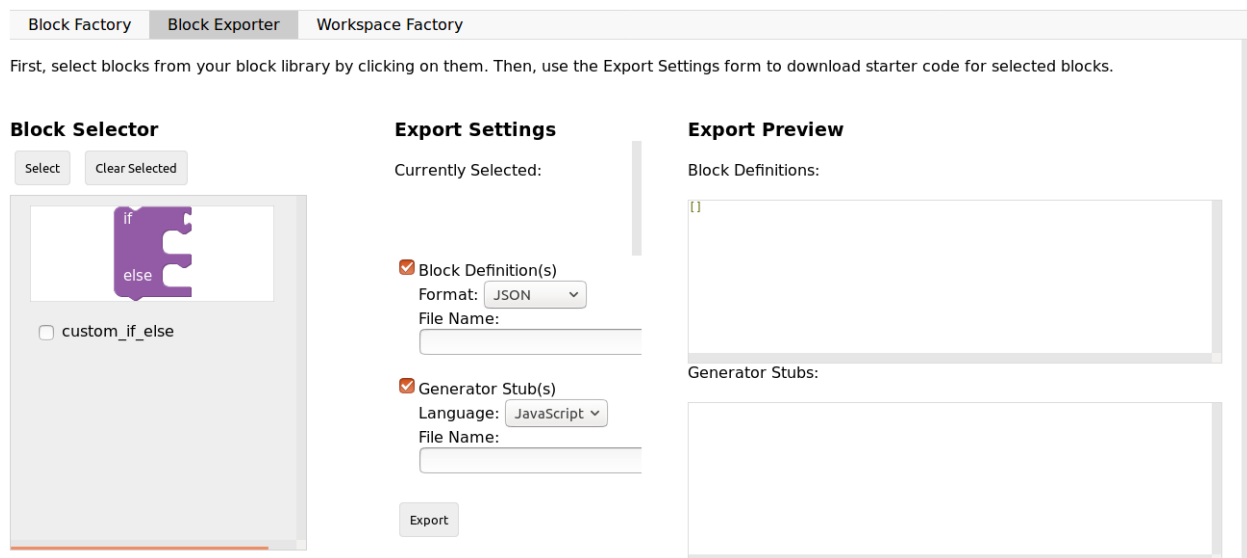 Block Factory
Block Exporter
Workspace Factory
First, select blocks from your block library by clicking on them. Then, use the Export Settings form to download starter code for selected blocks.
Block Selector
Select
Clear Selected
if
else
custom_if_else
Export Settings
Currently Selected:
Block Definition(s)
Format: JSON
File Name:
Generator Stub(s)
Language: JavaScript
File Name:
Export
Export Preview
Block Definitions:
[]
Generator Stubs: